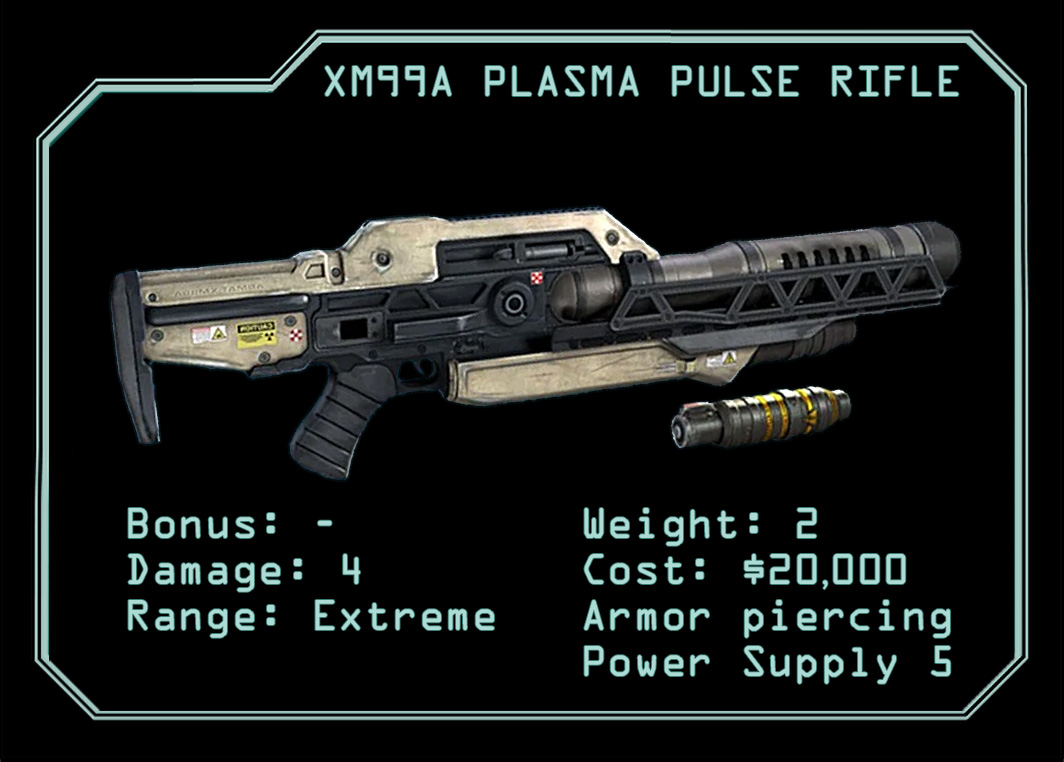 XM99A PLASMA PULSE RIFLE
Bonus: -
Damage: 4
Range: Extreme
Weight: 2
Cost: $20,000
Armor piercing
Power Supply 5